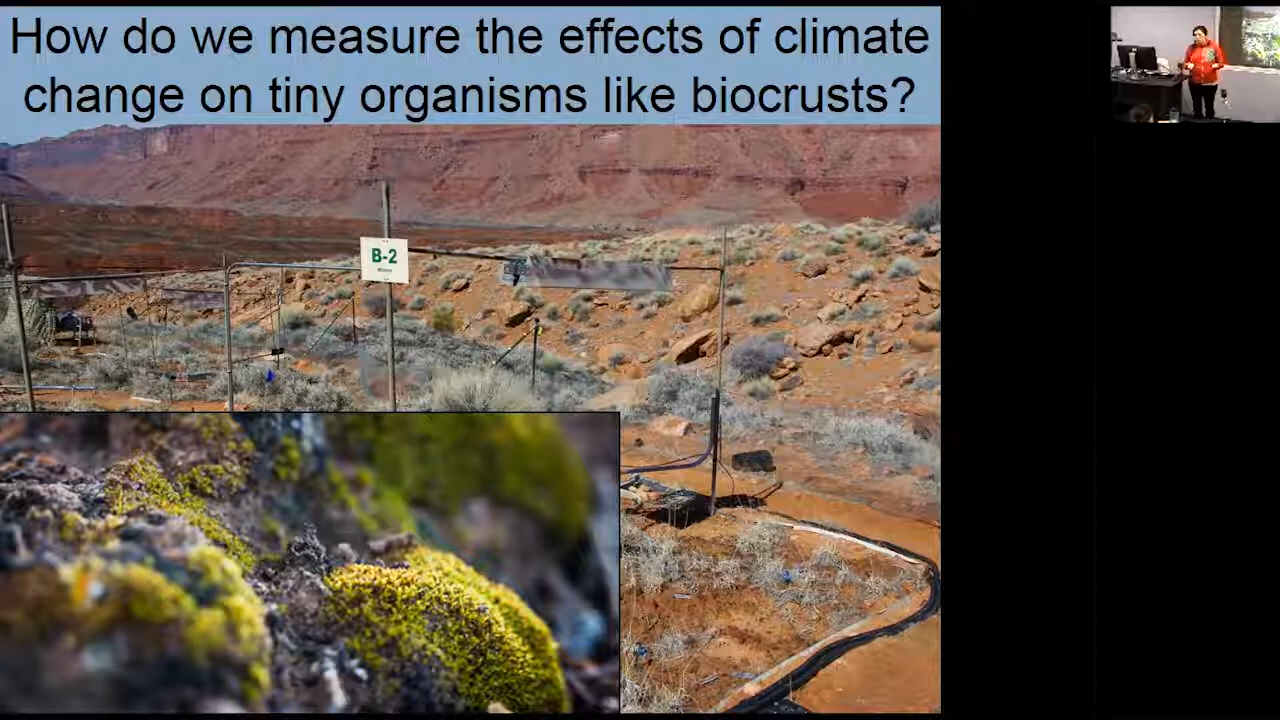 How do we measure the effects of climate
change on tiny organisms like biocrusts?
B-2